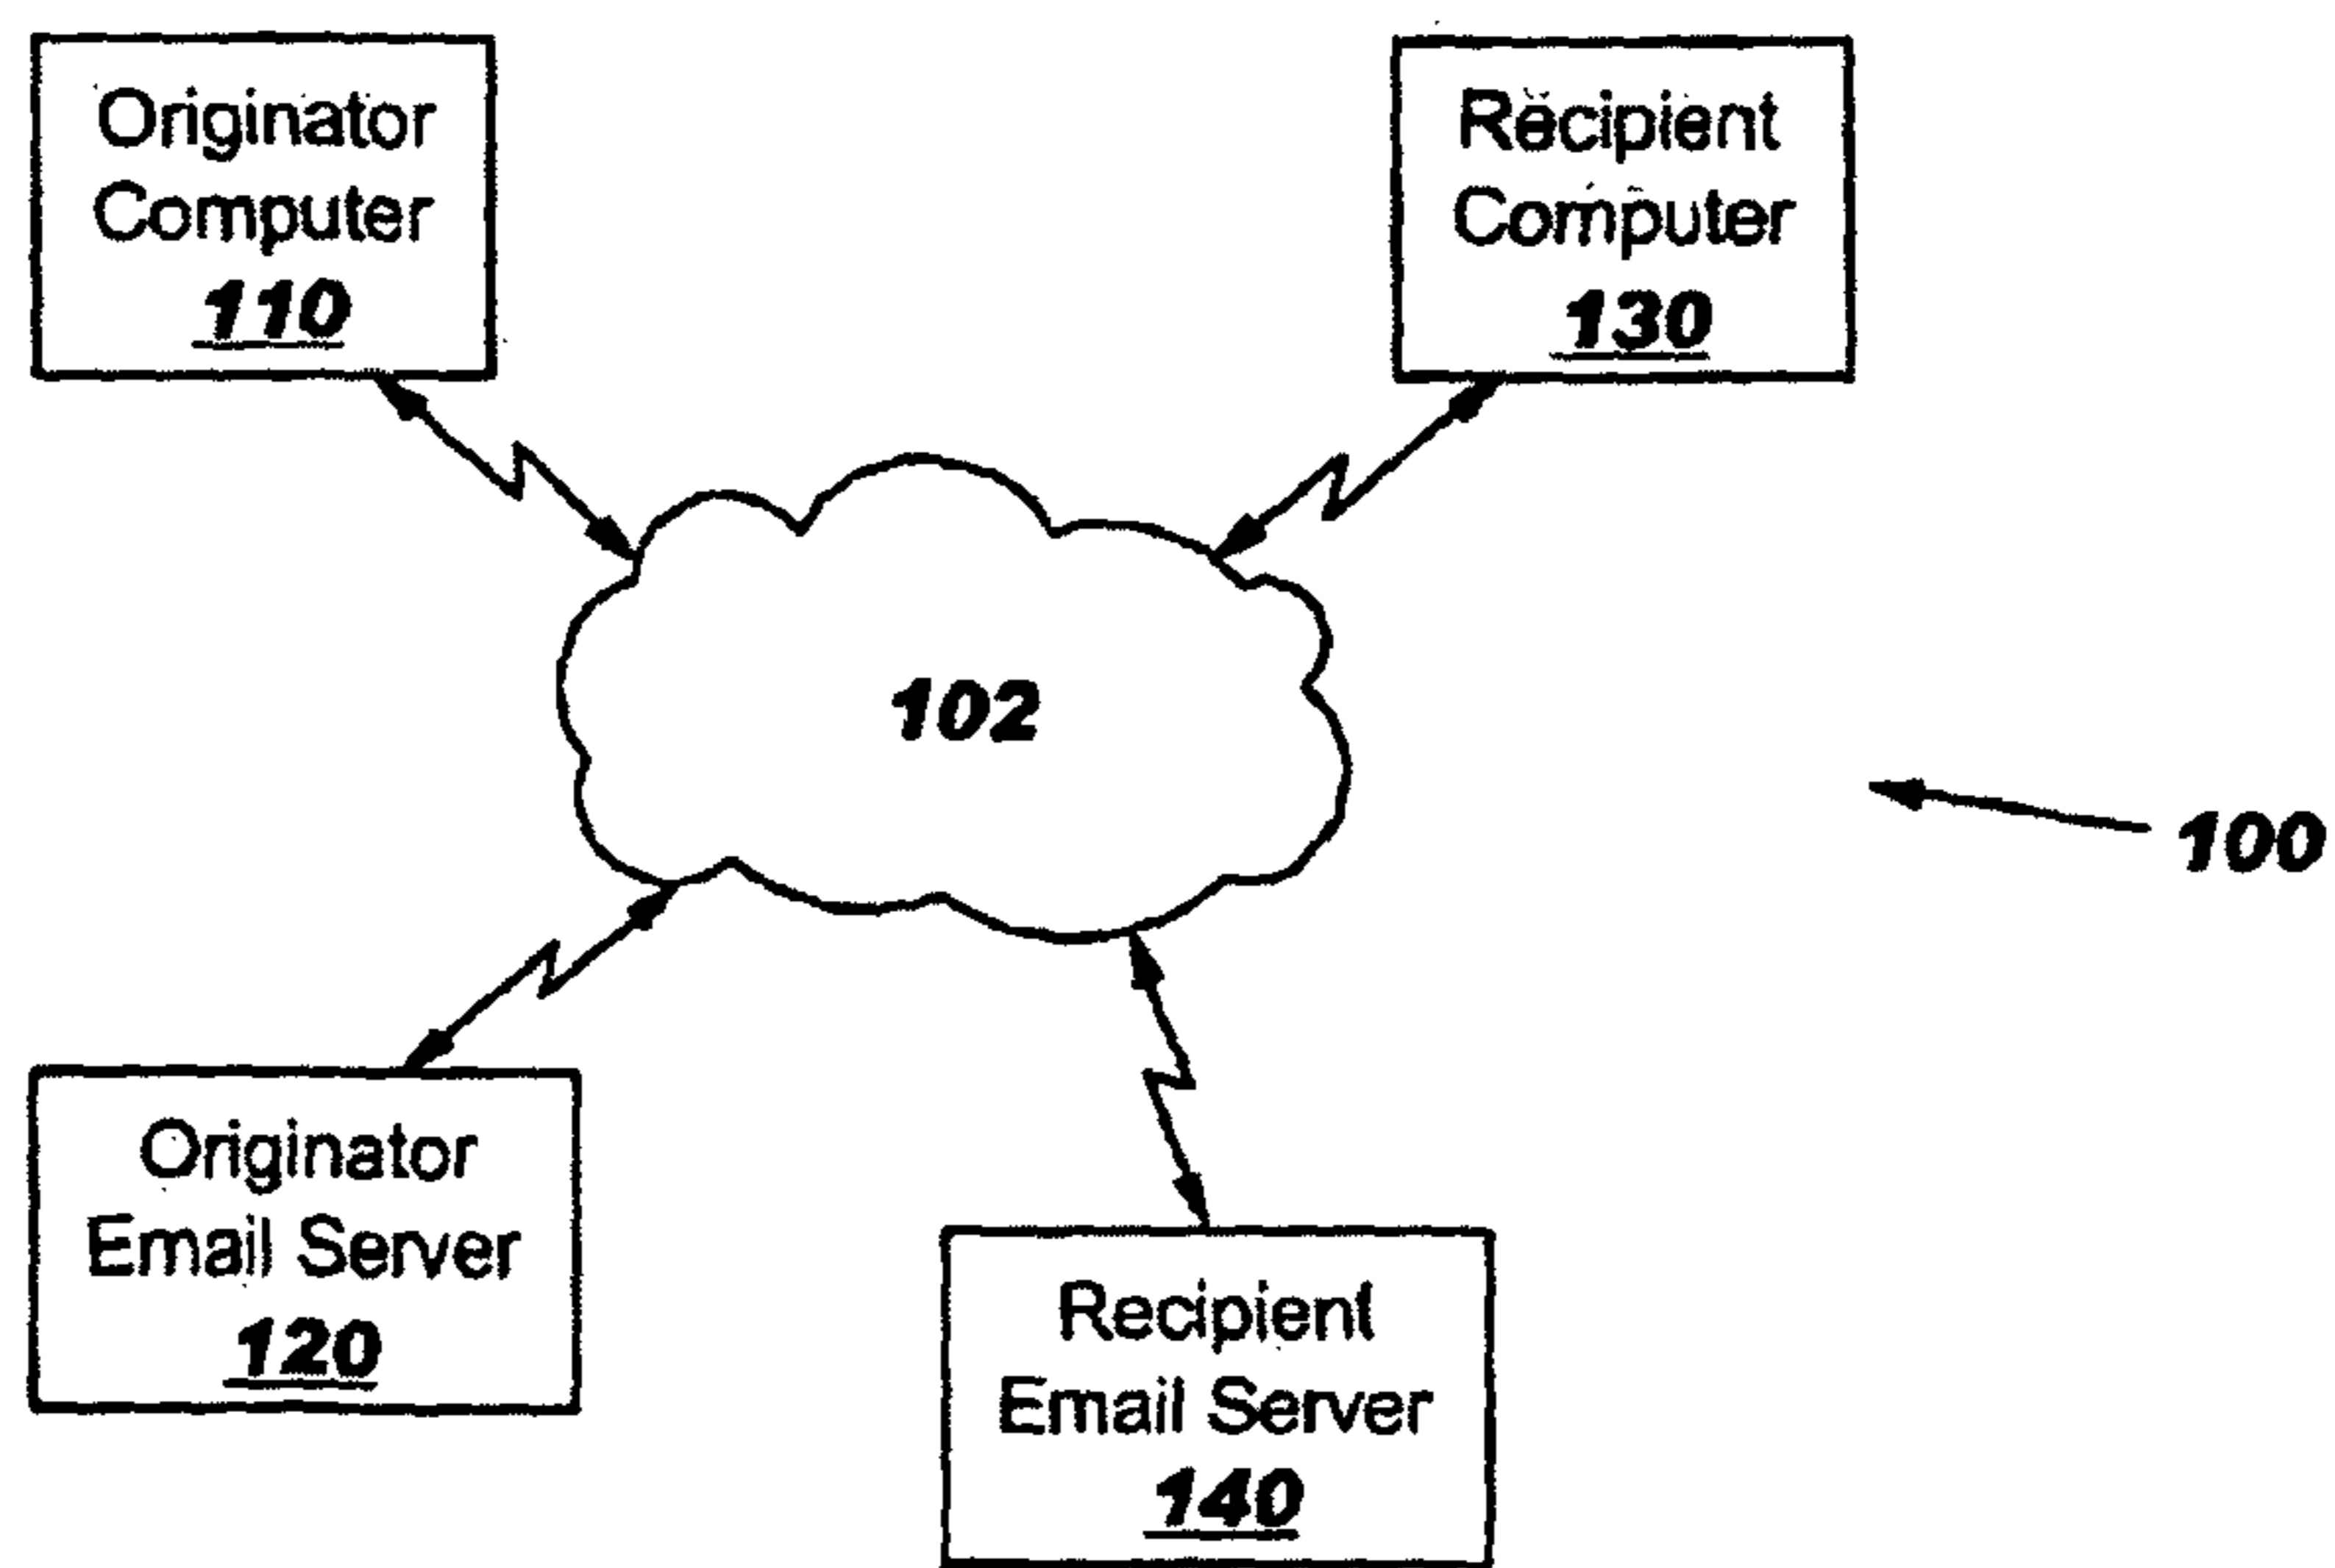 Originator
Computer
110
Recipient
Computer
130
102
100
Originator
Email Server
120
Recipient
Email Server
140